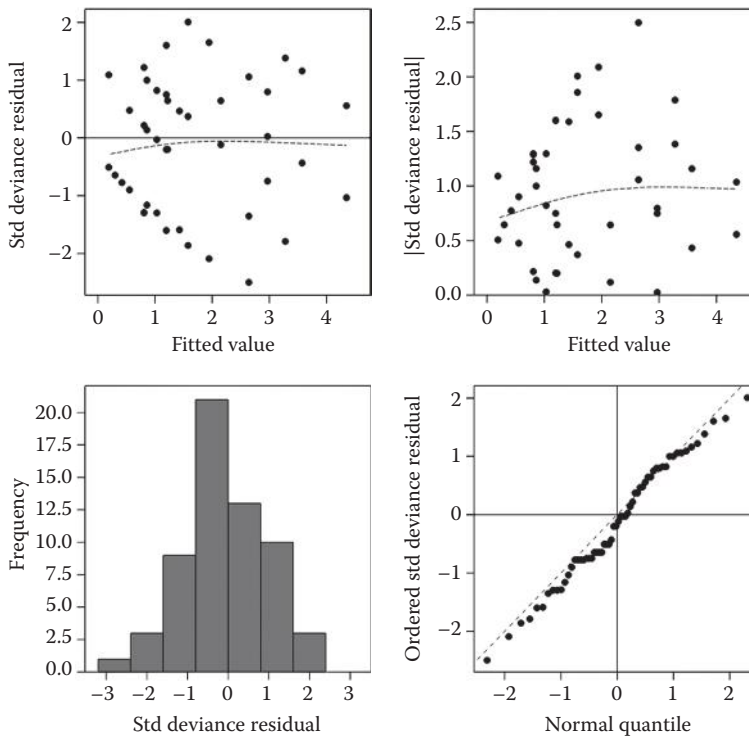 Std deviance residual
2
1
0
−1
−2
0 1 2 3 4
Fitted value
|Std deviance residual|
2.5
2.0
1.5
1.0
0.5
0.0
0 1 2 3 4
Fitted value
Frequency
20.0
17.5
15.0
12.5
10.0
7.5
5.0
2.5
0.0
−3 −2 −1 0 1 2 3
Std deviance residual
Ordered std deviance residual
2
1
0
−1
−2
−2 −1 0 1 2
Normal quantile